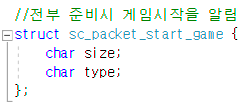 //전부 준비시 게임시작을 알림
struct sc_packet_start_game {
char size;
char type;
};